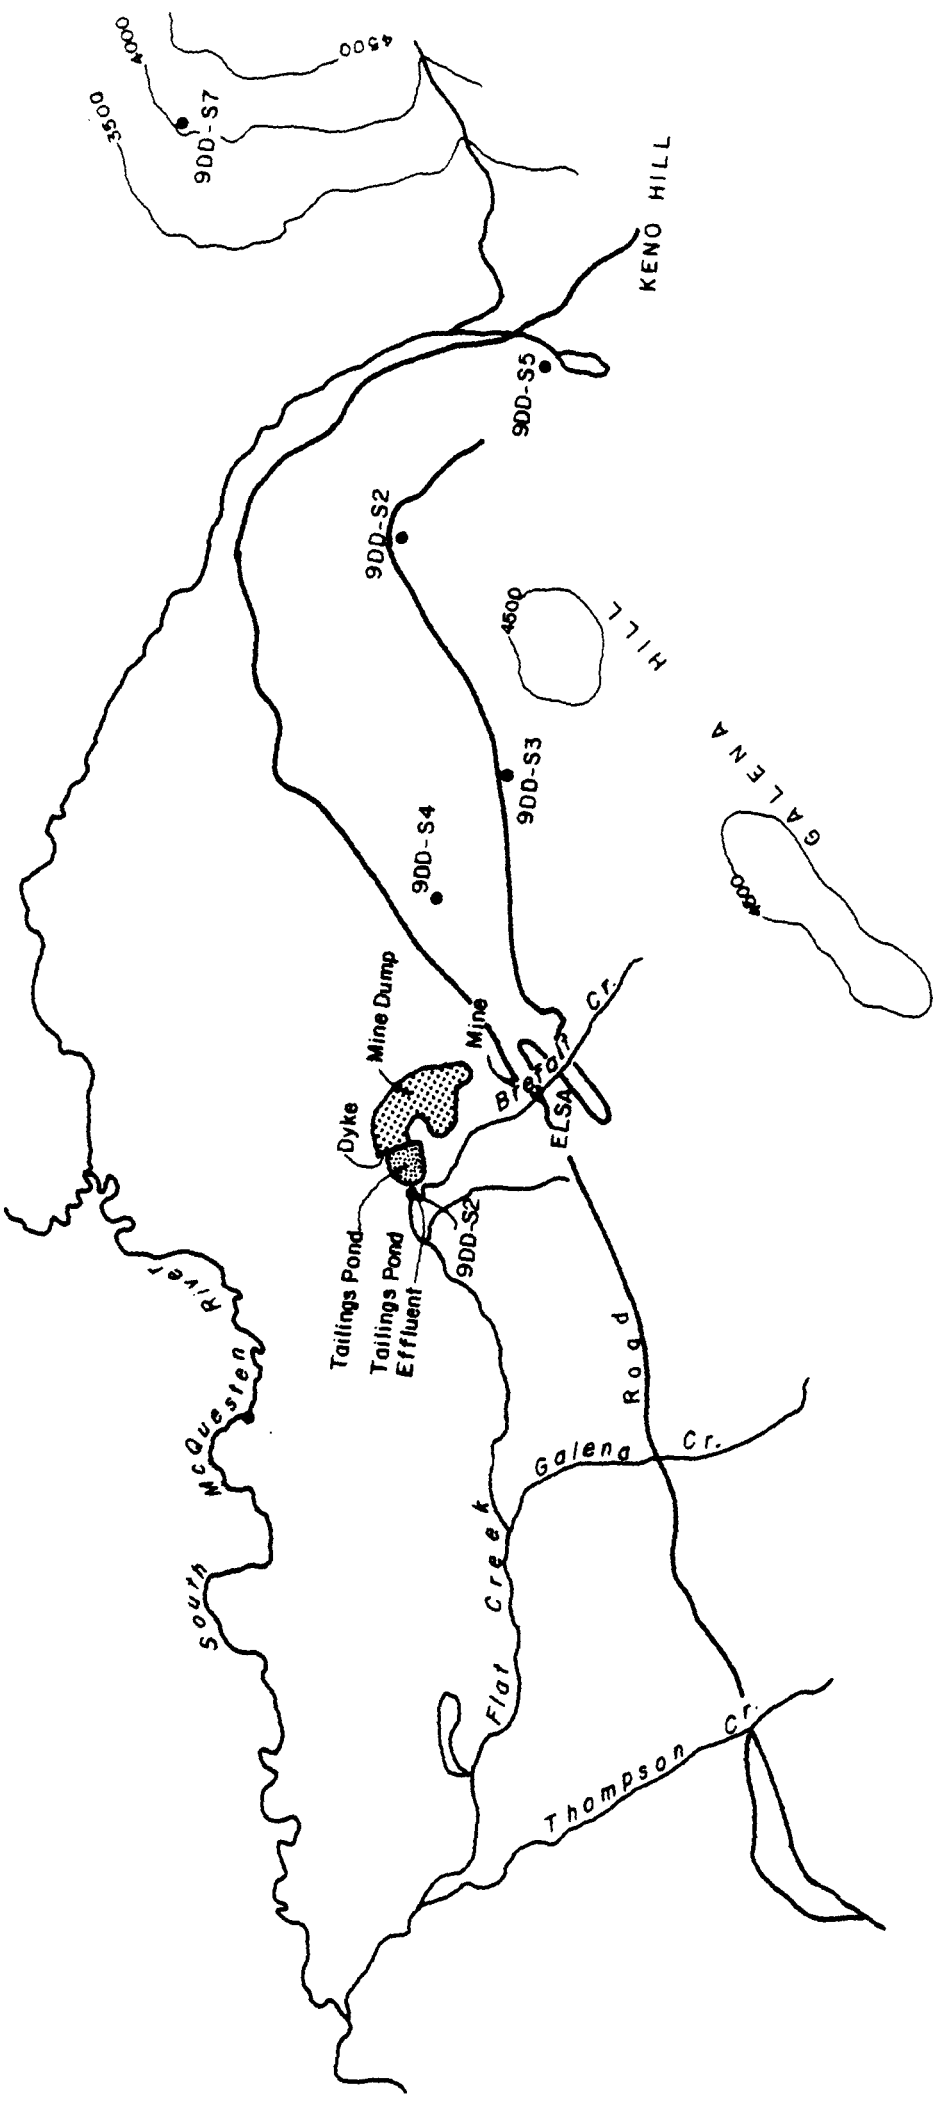 4500
4000
3500
9DD-S7
KENO HILL
9DD-S5
9DD-S2
4500
GALENA HILL
9DD-S3
9DD-S4
4500
Mine Dump
Mine
Dyke
Brefalt Cr.
ELSA
Tailings Pond
Tailings Pond
Effluent
9DD-S2
South McQuesten River
Road
Galena Cr.
Flat Creek
Thompson Cr.